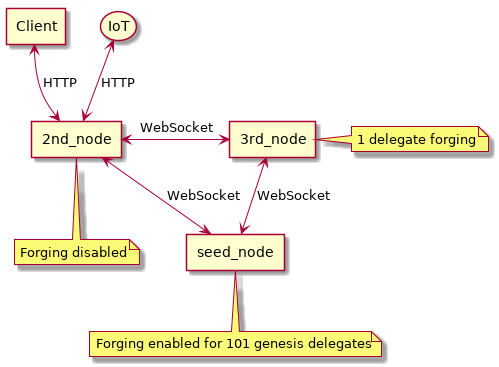 Client
IoT
HTTP
HTTP
2nd_node
WebSocket
3rd_node
1 delegate forging
WebSocket
WebSocket
Forging disabled
seed_node
Forging enabled for 101 genesis delegates